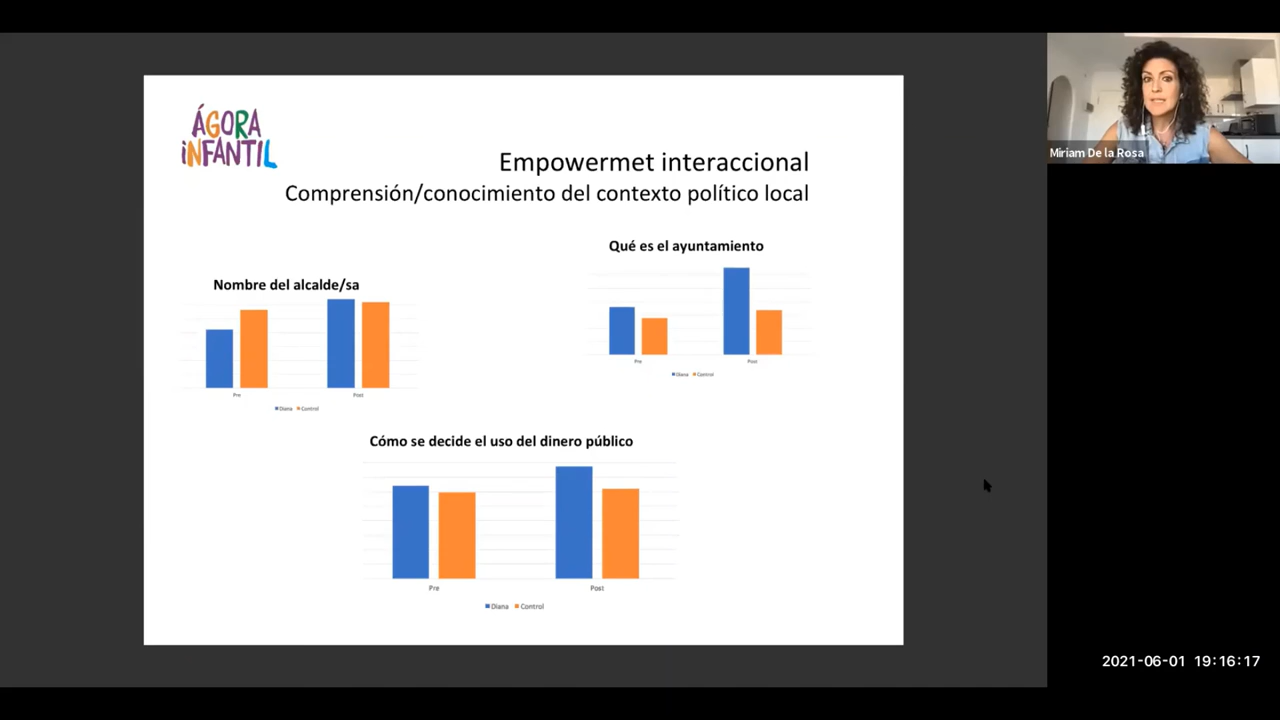 ÁGORA
INFANTIL
Empowermet interaccional
Comprensión/conocimiento del contexto político local
Nombre del alcalde/sa
Pre
Post
Diana
Control
Qué es el ayuntamiento
Pre
Post
Diana
Control
Cómo se decide el uso del dinero público
Pre
Post
Diana
Control
Miriam De la Rosa
2021-06-01 19:16:17